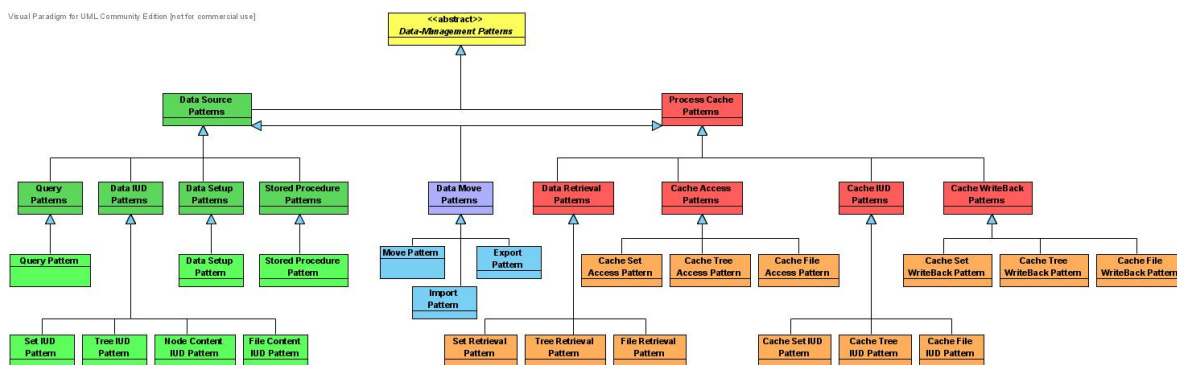 Visual Paradigm for UML Community Edition [not for commercial use]
<<abstract>>
Data-Management Patterns
Data Source
Patterns
Process Cache
Patterns
Query
Patterns
Data IUD
Patterns
Data Setup
Patterns
Stored Procedure
Patterns
Data Move
Patterns
Data Retrieval
Patterns
Cache Access
Patterns
Cache IUD
Patterns
Cache WriteBack
Patterns
Query Pattern
Data Setup
Pattern
Stored Procedure
Pattern
Move Pattern
Export
Pattern
Import
Pattern
Cache Set
Access Pattern
Cache Tree
Access Pattern
Cache File
Access Pattern
Cache Set
WriteBack Pattern
Cache Tree
WriteBack Pattern
Cache File
WriteBack Pattern
Set IUD
Pattern
Tree IUD
Pattern
Node Content
IUD Pattern
File Content
IUD Pattern
Set Retrieval
Pattern
Tree Retrieval
Pattern
File Retrieval
Pattern
Cache Set IUD
Pattern
Cache Tree
IUD Pattern
Cache File
IUD Pattern